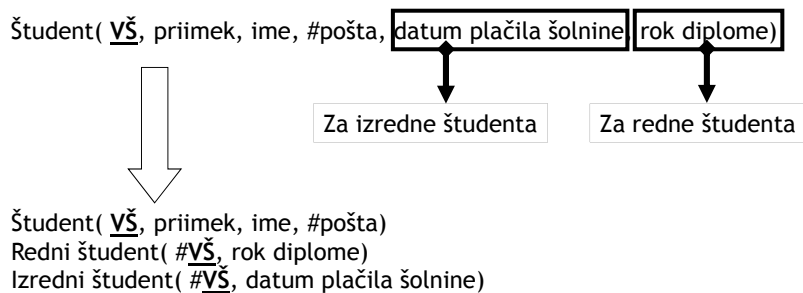 Študent( VŠ, priimek, ime, #pošta, datum plačila šolnine, rok diplome)
Za izredne študenta
Za redne študenta
Študent( VŠ, priimek, ime, #pošta)
Redni študent( #VŠ, rok diplome)
Izredni študent( #VŠ, datum plačila šolnine)